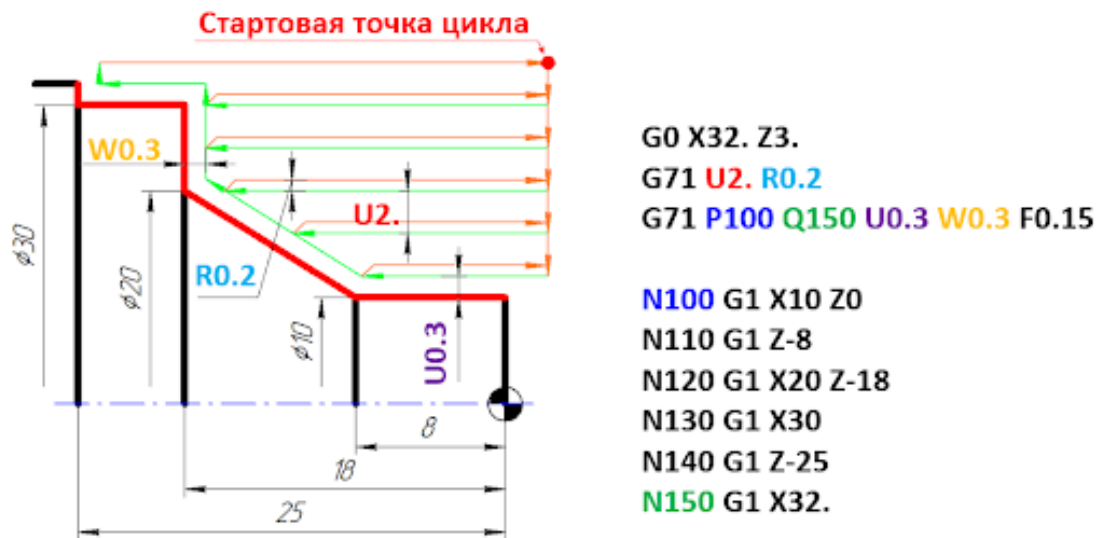 Стартовая точка цикла
W0.3
U2.
R0.2
U0.3
⌀30
⌀20
⌀10
8
18
25
G0 X32. Z3.
G71 U2. R0.2
G71 P100 Q150 U0.3 W0.3 F0.15
N100 G1 X10 Z0
N110 G1 Z-8
N120 G1 X20 Z-18
N130 G1 X30
N140 G1 Z-25
N150 G1 X32.